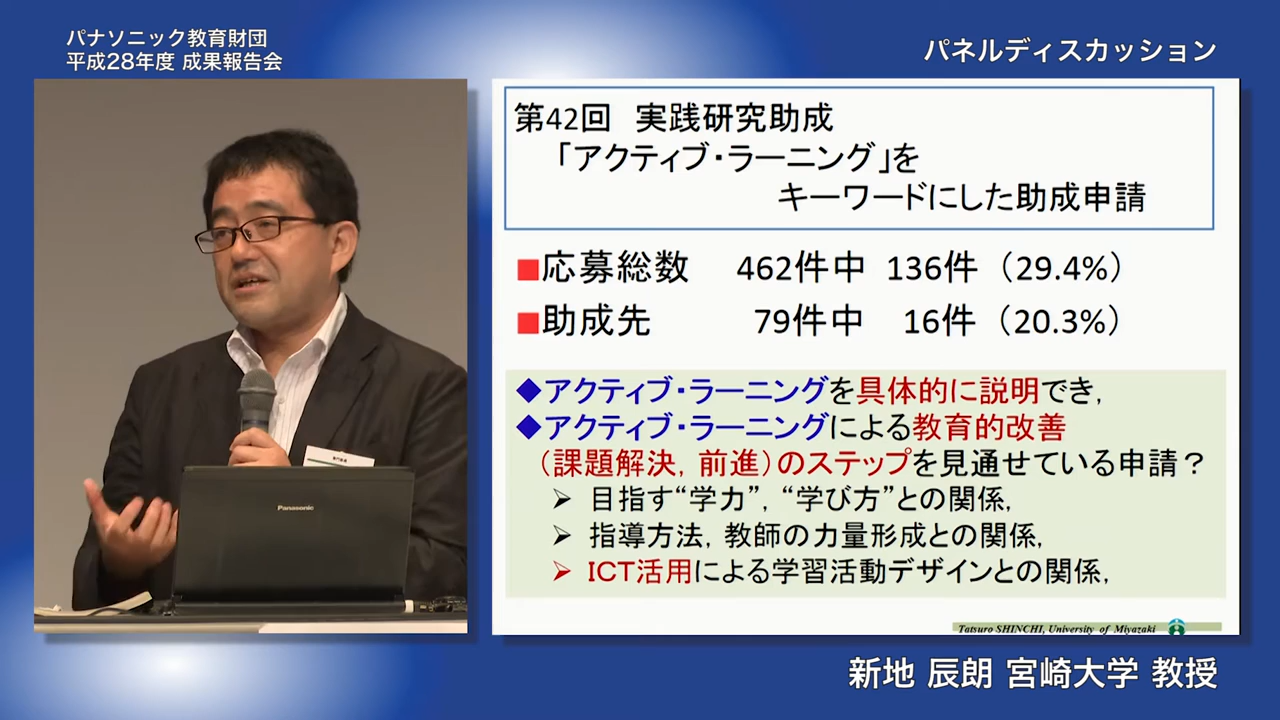 パナソニック教育財団
平成28年度 成果報告会
パネルディスカッション
第42回 実践研究助成
「アクティブ・ラーニング」を
キーワードにした助成申請
■応募総数 462件中 136件（29.4%）
■助成先 79件中 16件（20.3%）
◆アクティブ・ラーニングを具体的に説明でき，
◆アクティブ・ラーニングによる教育的改善
（課題解決，前進）のステップを見通せている申請？
➢ 目指す“学力”，“学び方”との関係，
➢ 指導方法，教師の力量形成との関係，
➢ ICT活用による学習活動デザインとの関係，
Tatsuro SHINCHI, University of Miyazaki
Panasonic
新地 辰朗 宮崎大学 教授